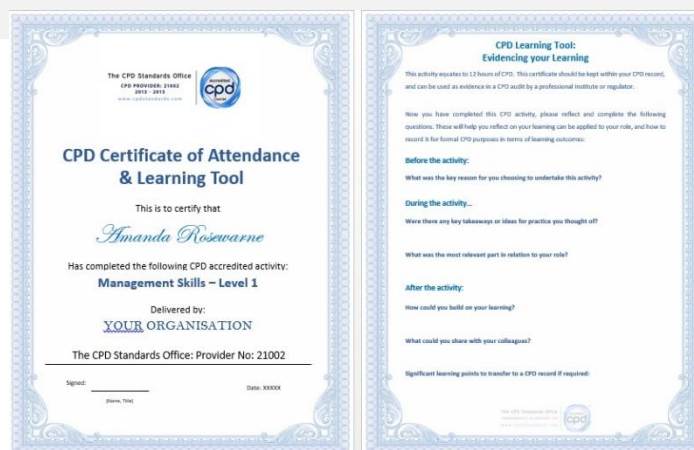 The CPD Standards Office
CPD PROVIDER: 21002
2012 - 2013
www.cpdstandards.com
accredited
cpd
CPD Certificate of Attendance
& Learning Tool
This is to certify that
Amanda Rosewarne
Has completed the following CPD accredited activity:
Management Skills – Level 1
Delivered by:
YOUR ORGANISATION
The CPD Standards Office: Provider No: 21002
Signed:
Date: XXXXX
(Name, Title)
CPD Learning Tool:
Evidencing your Learning
This activity equates to 12 hours of CPD. This certificate should be kept within your CPD record,
and can be used as evidence in a CPD audit by a professional institute or regulator.
Now you have completed this CPD activity, please reflect and complete the following
questions. These will help you reflect on your learning can be applied to your role, and how to
record it for formal CPD purposes in terms of learning outcomes:
Before the activity:
What was the key reason for you choosing to undertake this activity?
During the activity...
Were there any key takeaways or ideas for practice you thought of?
What was the most relevant part in relation to your role?
After the activity:
How could you build on your learning?
What could you share with your colleagues?
Significant learning points to transfer to a CPD record if required:
The CPD Standards Office
cpd